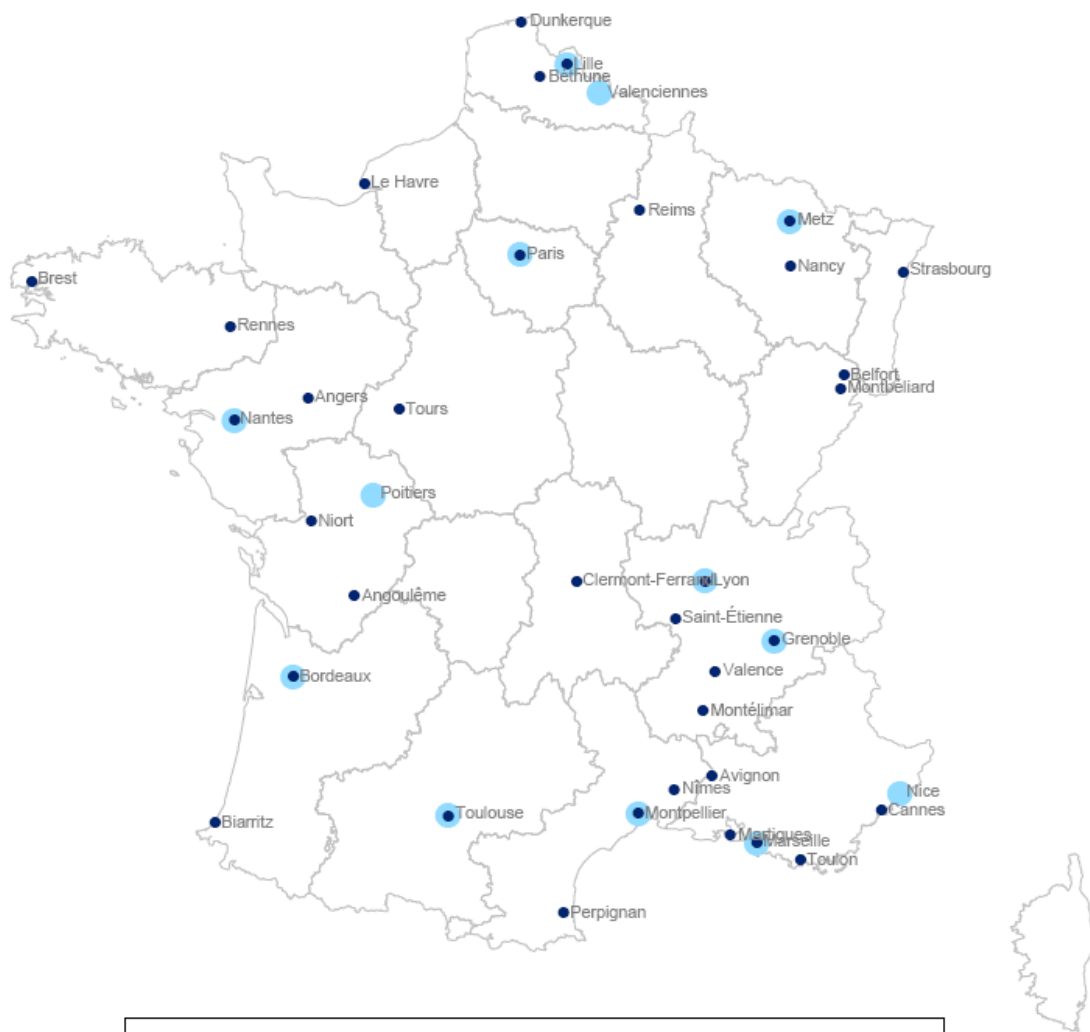 Dunkerque
Lille
Béthune
Valenciennes
Le Havre
Reims
Metz
Paris
Nancy
Strasbourg
Brest
Rennes
Belfort
Montbéliard
Angers
Tours
Nantes
Poitiers
Niort
Clermont-Ferrand
Lyon
Angoulême
Saint-Étienne
Grenoble
Valence
Bordeaux
Montélimar
Avignon
Nîmes
Nice
Cannes
Toulouse
Montpellier
Biarritz
Martigues
Marseille
Toulon
Perpignan